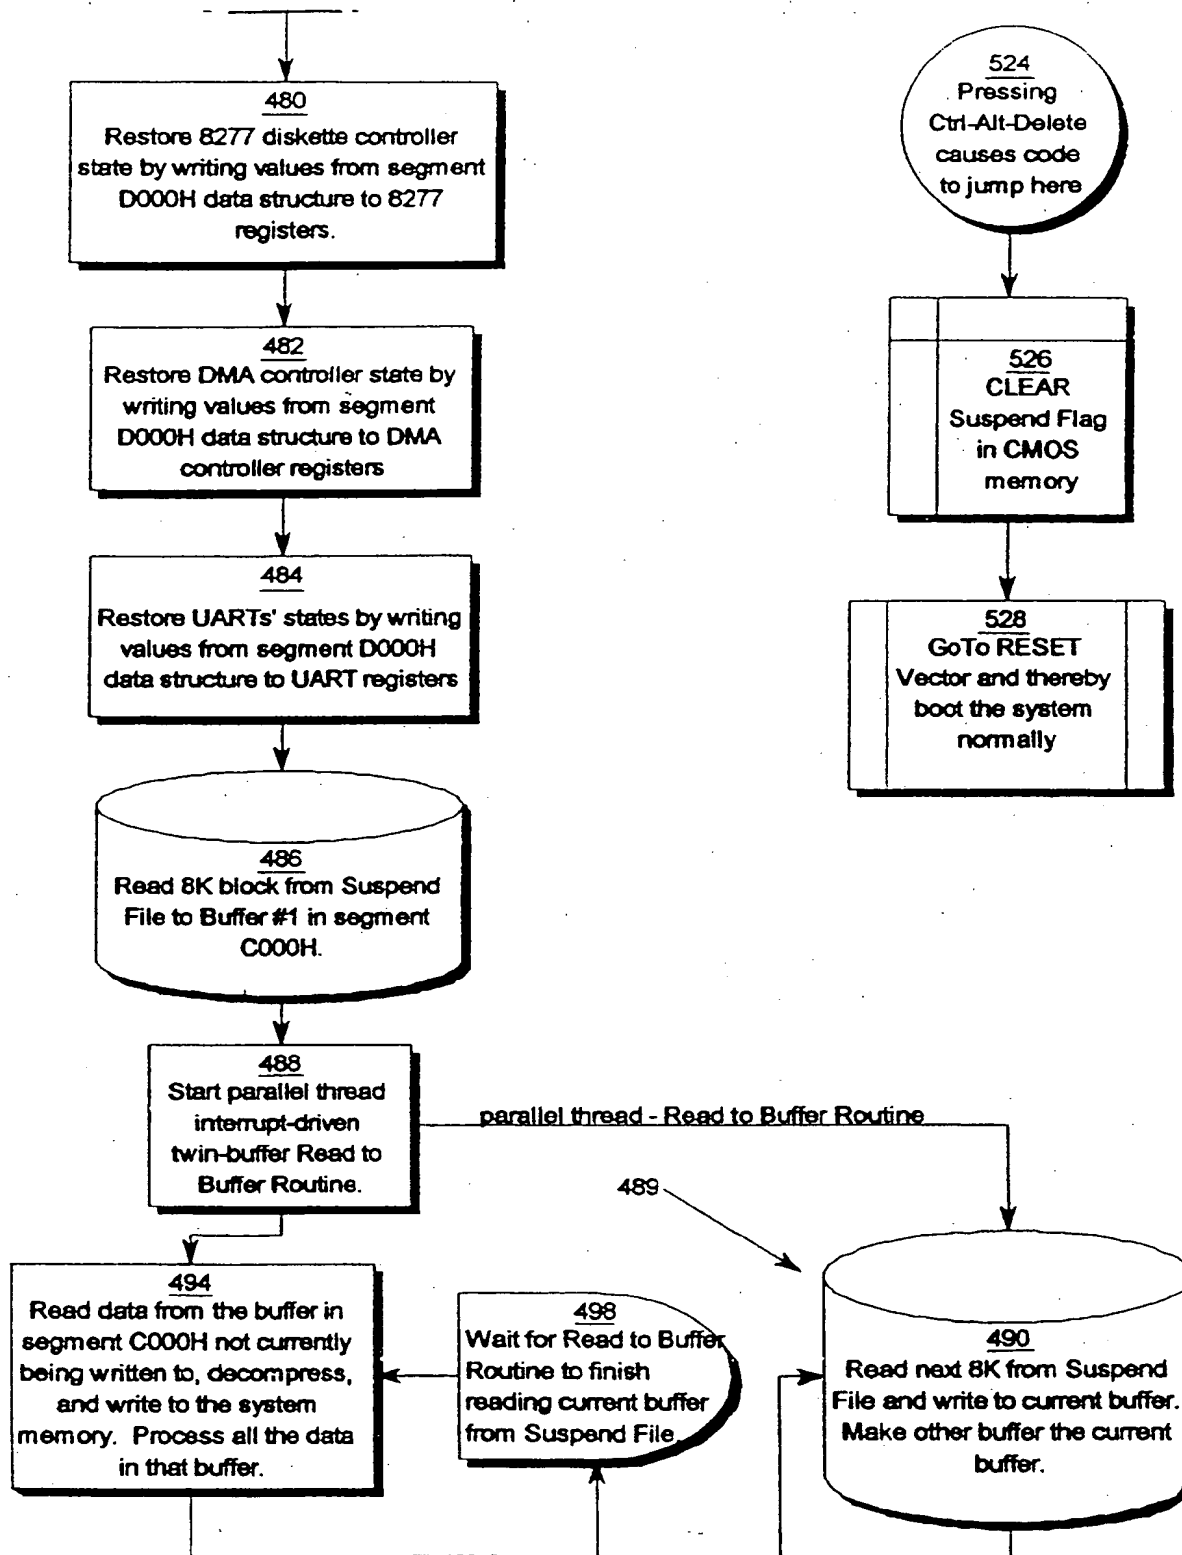 480
Restore 8277 diskette controller
state by writing values from segment
D000H data structure to 8277
registers.
482
Restore DMA controller state by
writing values from segment
D000H data structure to DMA
controller registers
484
Restore UARTs' states by writing
values from segment D000H
data structure to UART registers
486
Read 8K block from Suspend
File to Buffer #1 in segment
C000H.
488
Start parallel thread
interrupt-driven
twin-buffer Read to
Buffer Routine.
parallel thread - Read to Buffer Routine
489
494
Read data from the buffer in
segment C000H not currently
being written to, decompress,
and write to the system
memory. Process all the data
in that buffer.
498
Wait for Read to Buffer
Routine to finish
reading current buffer
from Suspend File.
490
Read next 8K from Suspend
File and write to current buffer.
Make other buffer the current
buffer.
524
Pressing
Ctrl-Alt-Delete
causes code
to jump here
526
CLEAR
Suspend Flag
in CMOS
memory
528
GoTo RESET
Vector and thereby
boot the system
normally